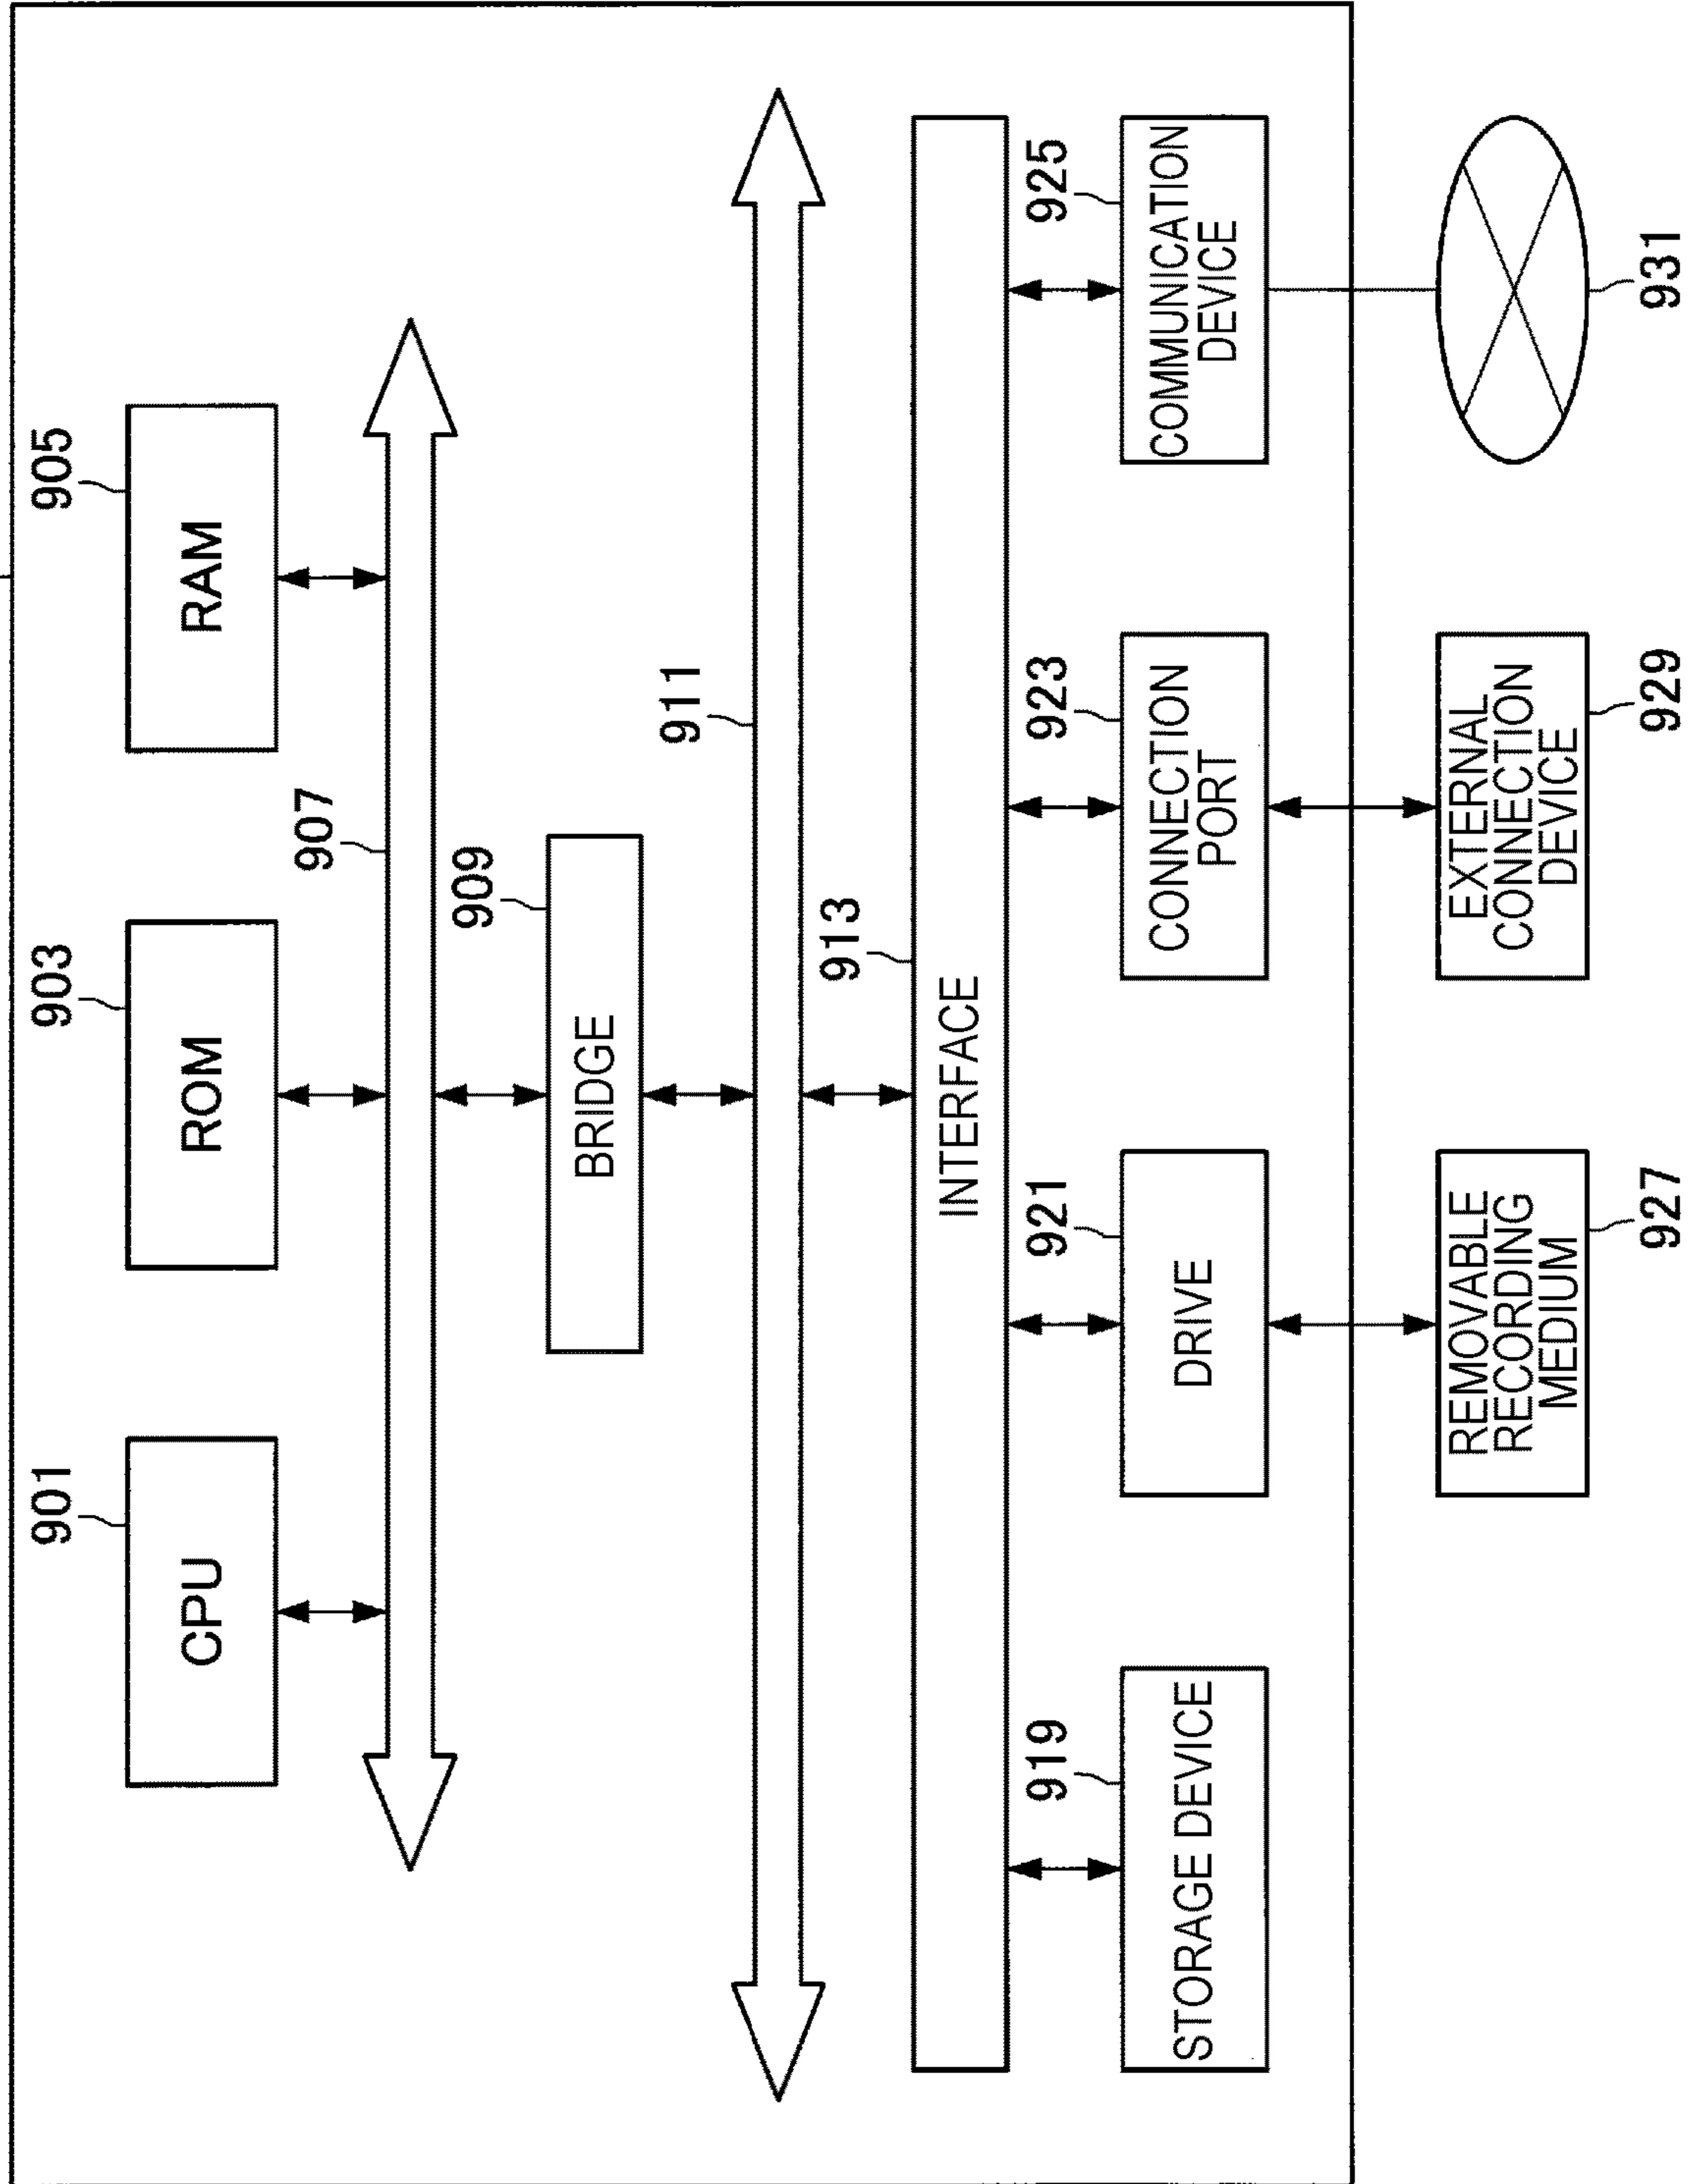 901
CPU
903
ROM
905
RAM
907
909
BRIDGE
911
913
INTERFACE
919
STORAGE DEVICE
921
DRIVE
923
CONNECTION
PORT
925
COMMUNICATION
DEVICE
REMOVABLE
RECORDING
MEDIUM
927
EXTERNAL
CONNECTION
DEVICE
929
931